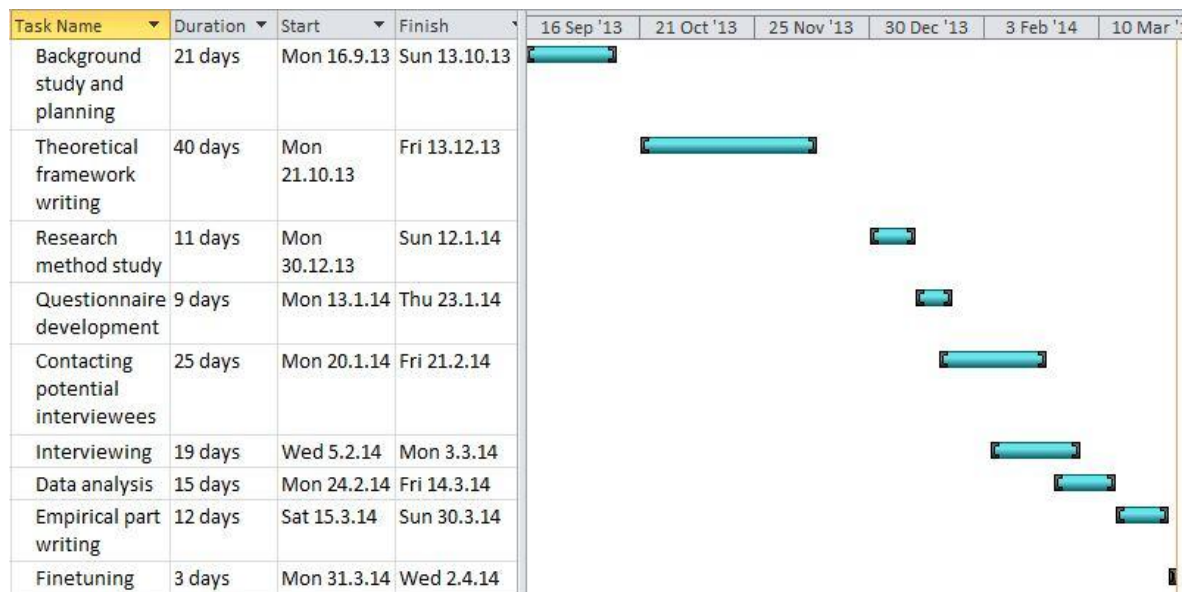 Task Name Duration Start Finish 16 Sep '13 21 Oct '13 25 Nov '13 30 Dec '13 3 Feb '14 10 Mar '
Background 21 days Mon 16.9.13 Sun 13.10.13
study and
planning
Theoretical 40 days Mon Fri 13.12.13
framework 21.10.13
writing
Research 11 days Mon Sun 12.1.14
method study 30.12.13
Questionnaire 9 days Mon 13.1.14 Thu 23.1.14
development
Contacting 25 days Mon 20.1.14 Fri 21.2.14
potential
interviewees
Interviewing 19 days Wed 5.2.14 Mon 3.3.14
Data analysis 15 days Mon 24.2.14 Fri 14.3.14
Empirical part 12 days Sat 15.3.14 Sun 30.3.14
writing
Finetuning 3 days Mon 31.3.14 Wed 2.4.14